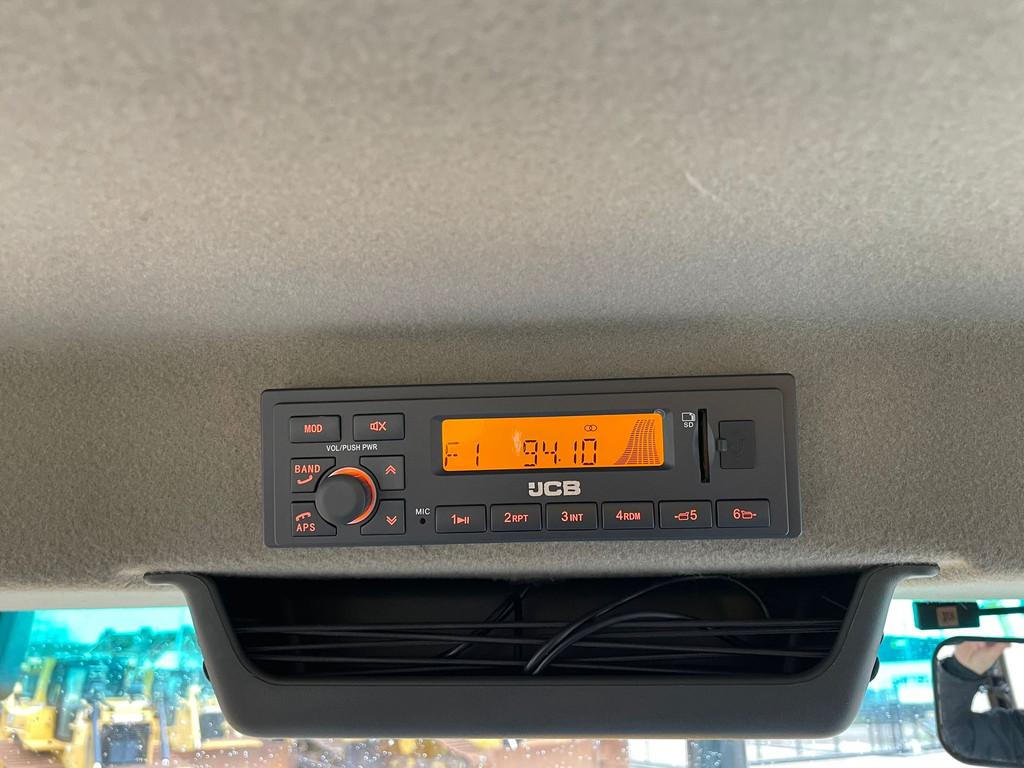 MOD
VOL/PUSH PWR
BAND
APS
MIC
F1 94.10
SD
JCB
1
2RPT
3INT
4RDM
5
6